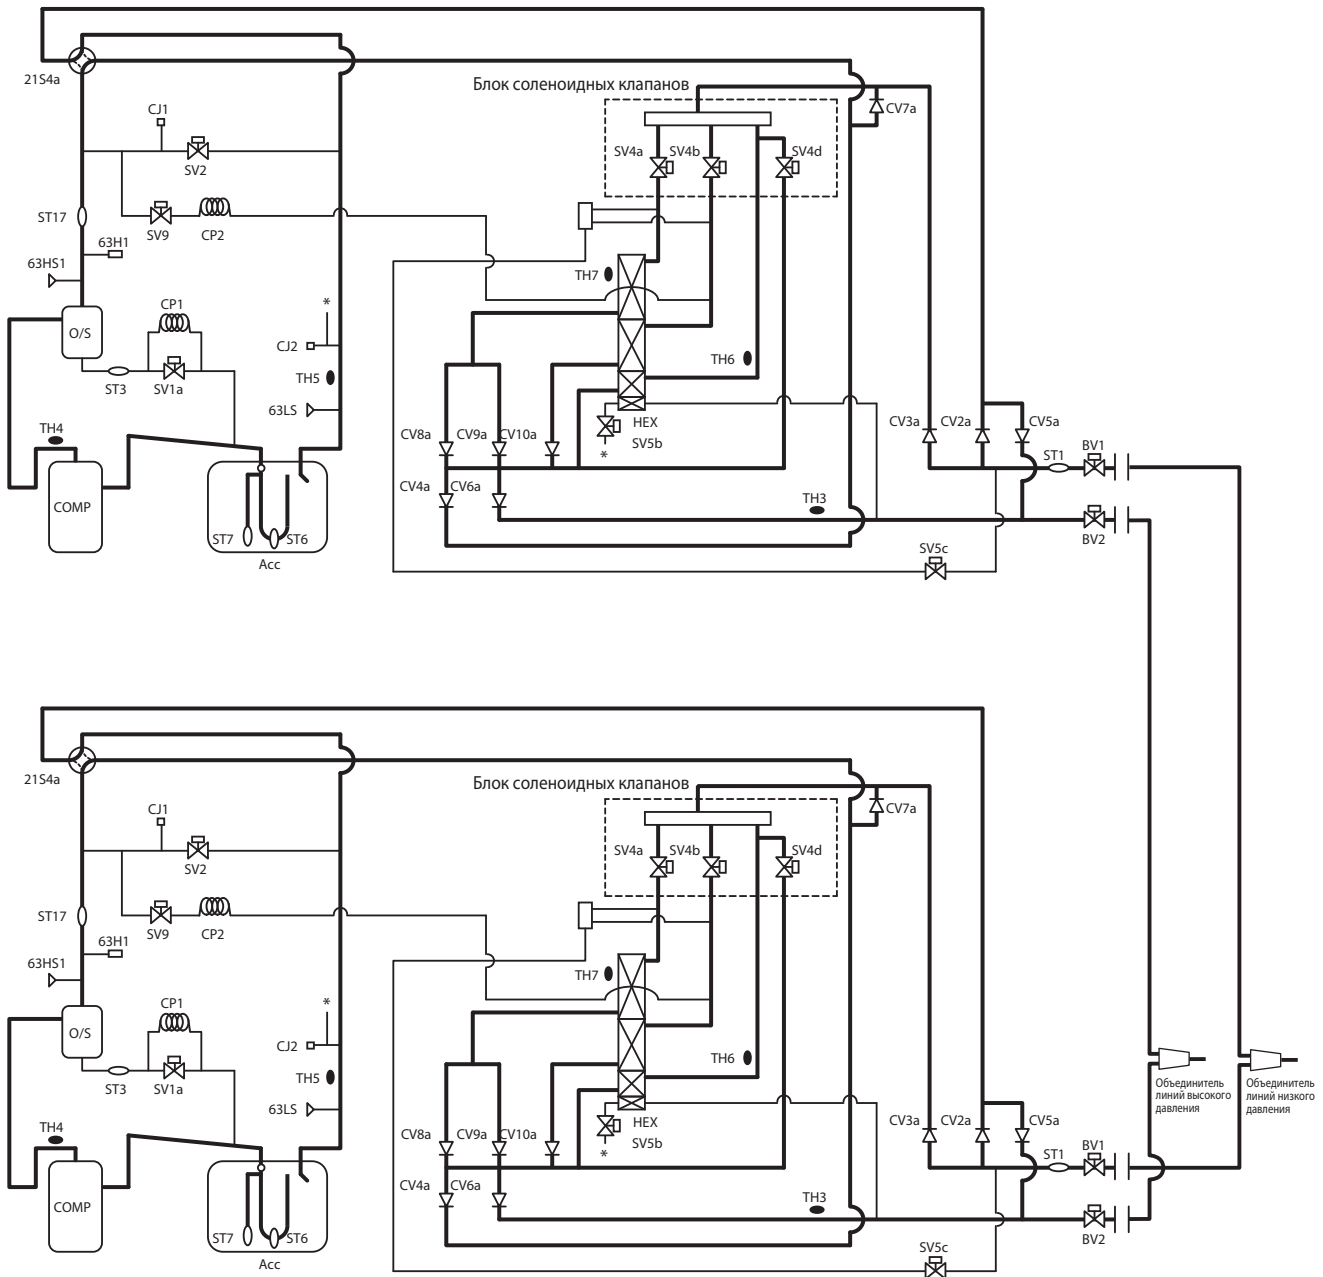 21S4a
Блок соленоидных клапанов
CJ1
CV7a
SV4a
SV4b
SV4d
SV2
ST17
SV9
CP2
63H1
63HS1
TH7
*
CP1
O/S
CJ2
TH6
TH5
ST3
SV1a
63LS
HEX
CV3a
CV2a
CV5a
TH4
CV8a
CV9a
CV10a
SV5b
BV1
*
ST1
CV4a
CV6a
COMP
TH3
ST7
ST6
BV2
SV5c
Acc
21S4a
Блок соленоидных клапанов
CJ1
CV7a
SV4a
SV4b
SV4d
SV2
ST17
SV9
CP2
63H1
63HS1
TH7
*
CP1
O/S
CJ2
TH6
TH5
ST3
SV1a
63LS
Объединитель
линий высокого
давления
Объединитель
линий низкого
давления
HEX
CV3a
CV2a
CV5a
TH4
CV8a
CV9a
CV10a
SV5b
BV1
*
ST1
CV4a
CV6a
COMP
TH3
ST7
ST6
BV2
SV5c
Acc